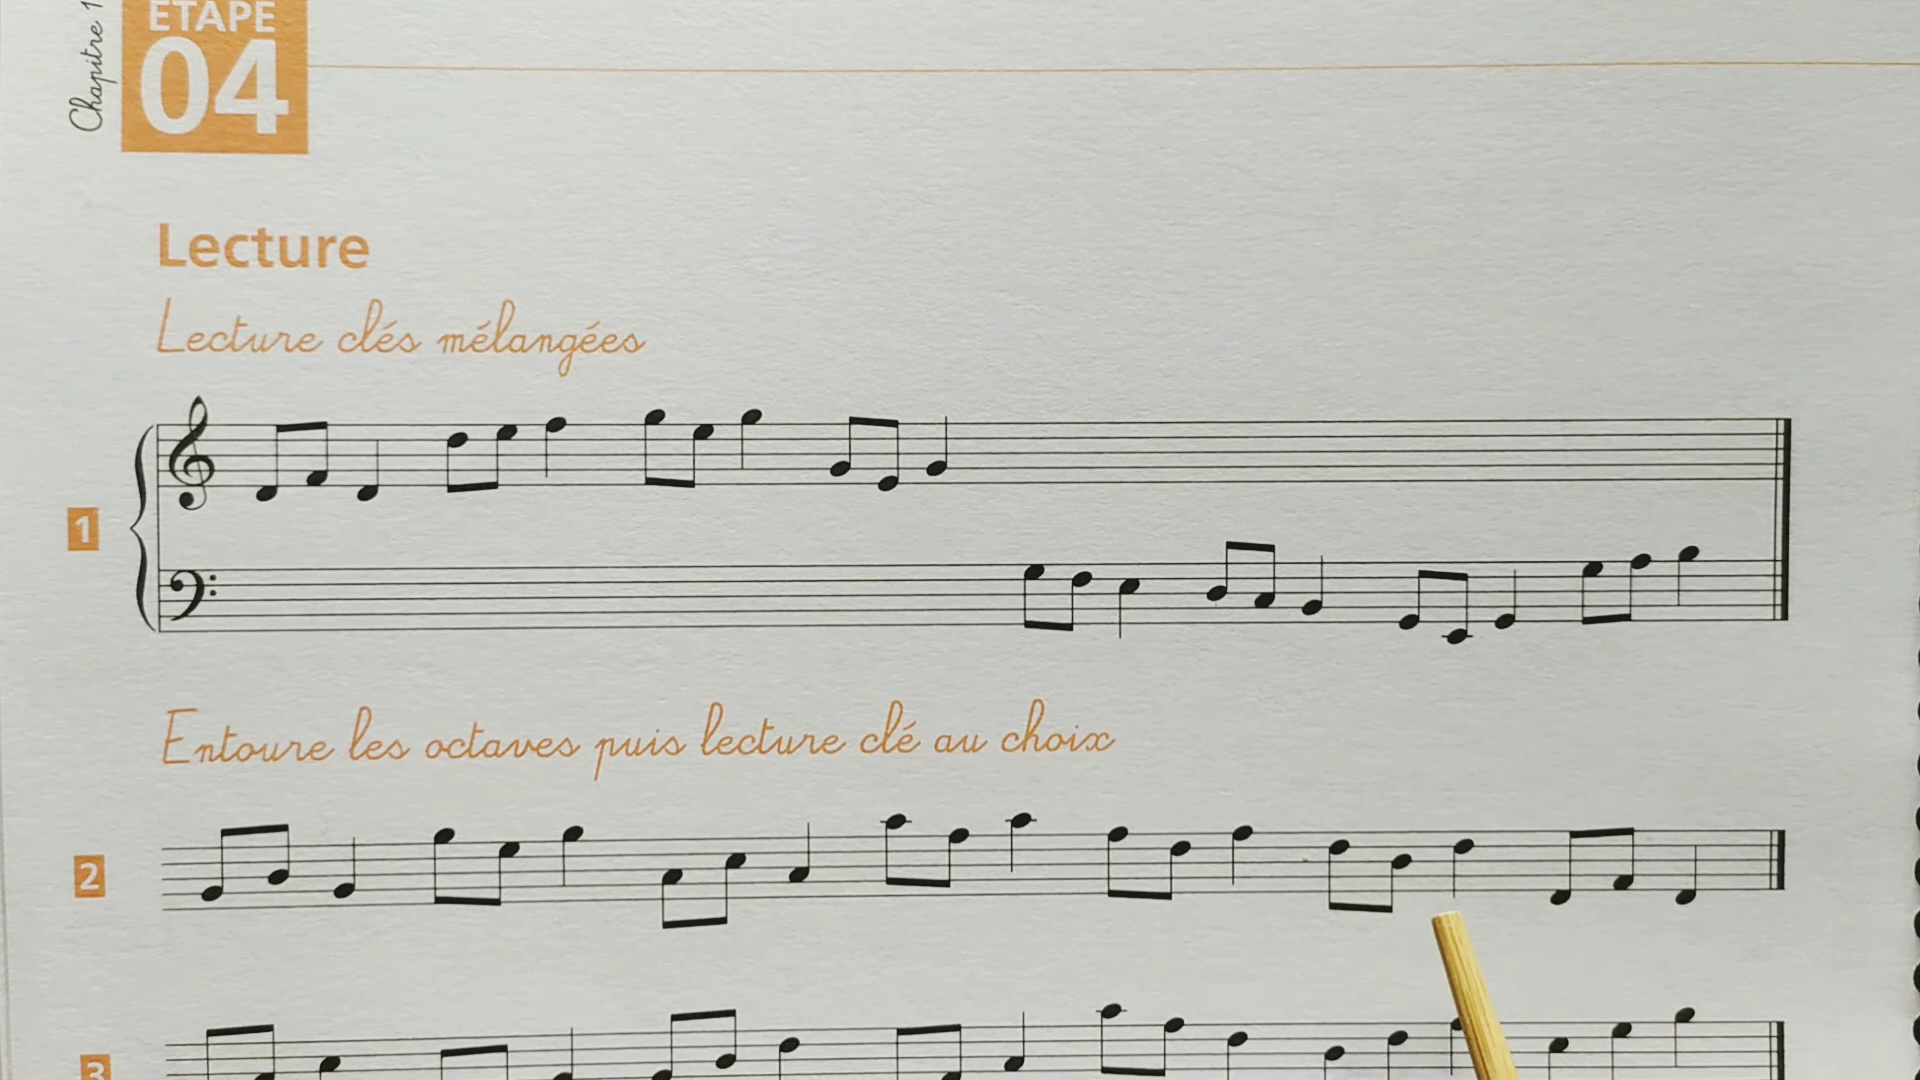 Chapitre 1
ETAPE
04
Lecture
Lecture clés mélangées
1
Entoure les octaves puis lecture clé au choix
2
3